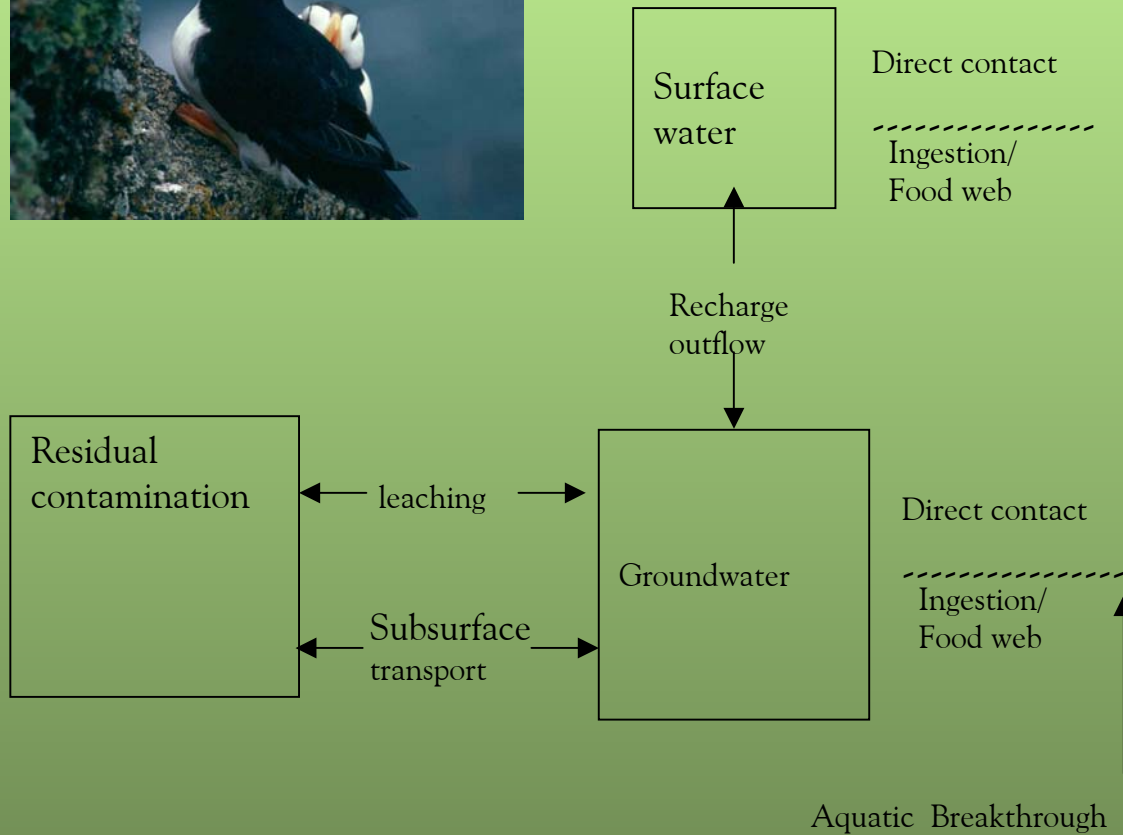 Surface
water
Direct contact
Ingestion/
Food web
Recharge
outflow
Residual
contamination
leaching
Subsurface
transport
Groundwater
Direct contact
Ingestion/
Food web
Aquatic Breakthrough